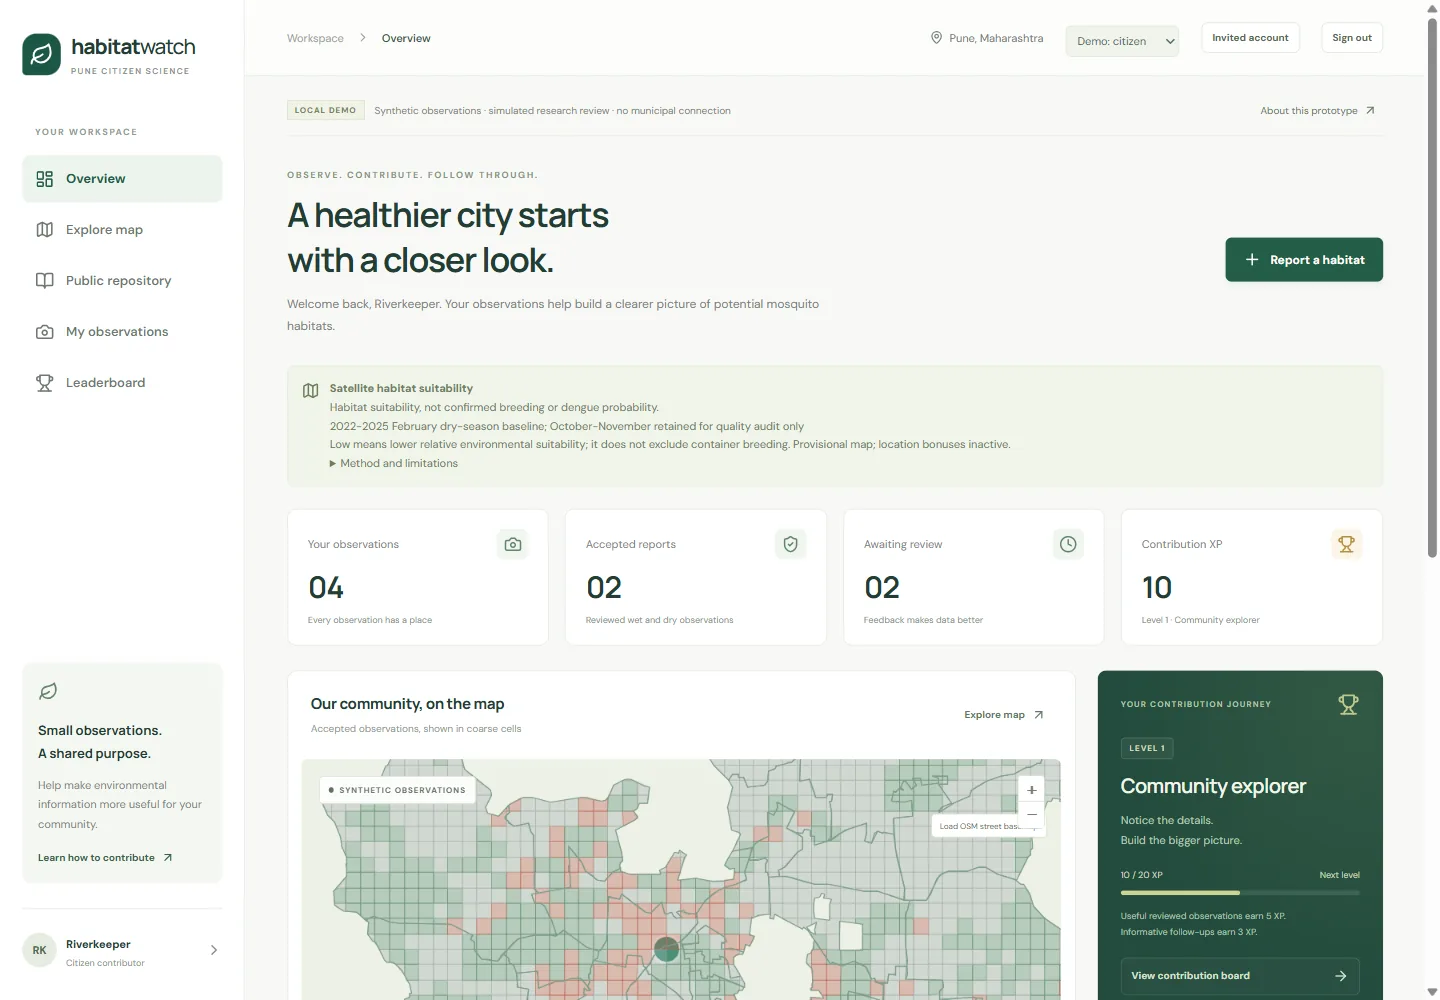 habitatwatch
PUNE CITIZEN SCIENCE
YOUR WORKSPACE
Overview
Explore map
Public repository
My observations
Leaderboard
Small observations.
A shared purpose.
Help make environmental
information more useful for your
community.
Learn how to contribute
RK
Riverkeeper
Citizen contributor
Workspace
Overview
Pune, Maharashtra
Demo: citizen
Invited account
Sign out
LOCAL DEMO
Synthetic observations · simulated research review · no municipal connection
About this prototype
OBSERVE. CONTRIBUTE. FOLLOW THROUGH.
A healthier city starts
with a closer look.
Welcome back, Riverkeeper. Your observations help build a clearer picture of potential mosquito
habitats.
Report a habitat
Satellite habitat suitability
Habitat suitability, not confirmed breeding or dengue probability.
2022–2025 February dry-season baseline; October–November retained for quality audit only
Low means lower relative environmental suitability; it does not exclude container breeding. Provisional map; location bonuses inactive.
Method and limitations
Your observations
04
Every observation has a place
Accepted reports
02
Reviewed wet and dry observations
Awaiting review
02
Feedback makes data better
Contribution XP
10
Level 1 · Community explorer
Our community, on the map
Accepted observations, shown in coarse cells
Explore map
SYNTHETIC OBSERVATIONS
+
−
Load OSM street
YOUR CONTRIBUTION JOURNEY
LEVEL 1
Community explorer
Notice the details.
Build the bigger picture.
10 / 20 XP
Next level
Useful reviewed observations earn 5 XP.
Informative follow-ups earn 3 XP.
View contribution board